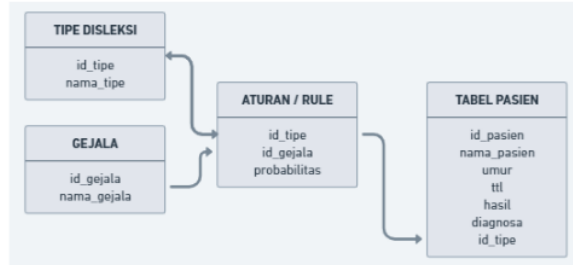 TIPE DISLEKSI
id_tipe
nama_tipe
GEJALA
id_gejala
nama_gejala
ATURAN / RULE
id_tipe
id_gejala
probabilitas
TABEL PASIEN
id_pasien
nama_pasien
umur
ttl
hasil
diagnosa
id_tipe